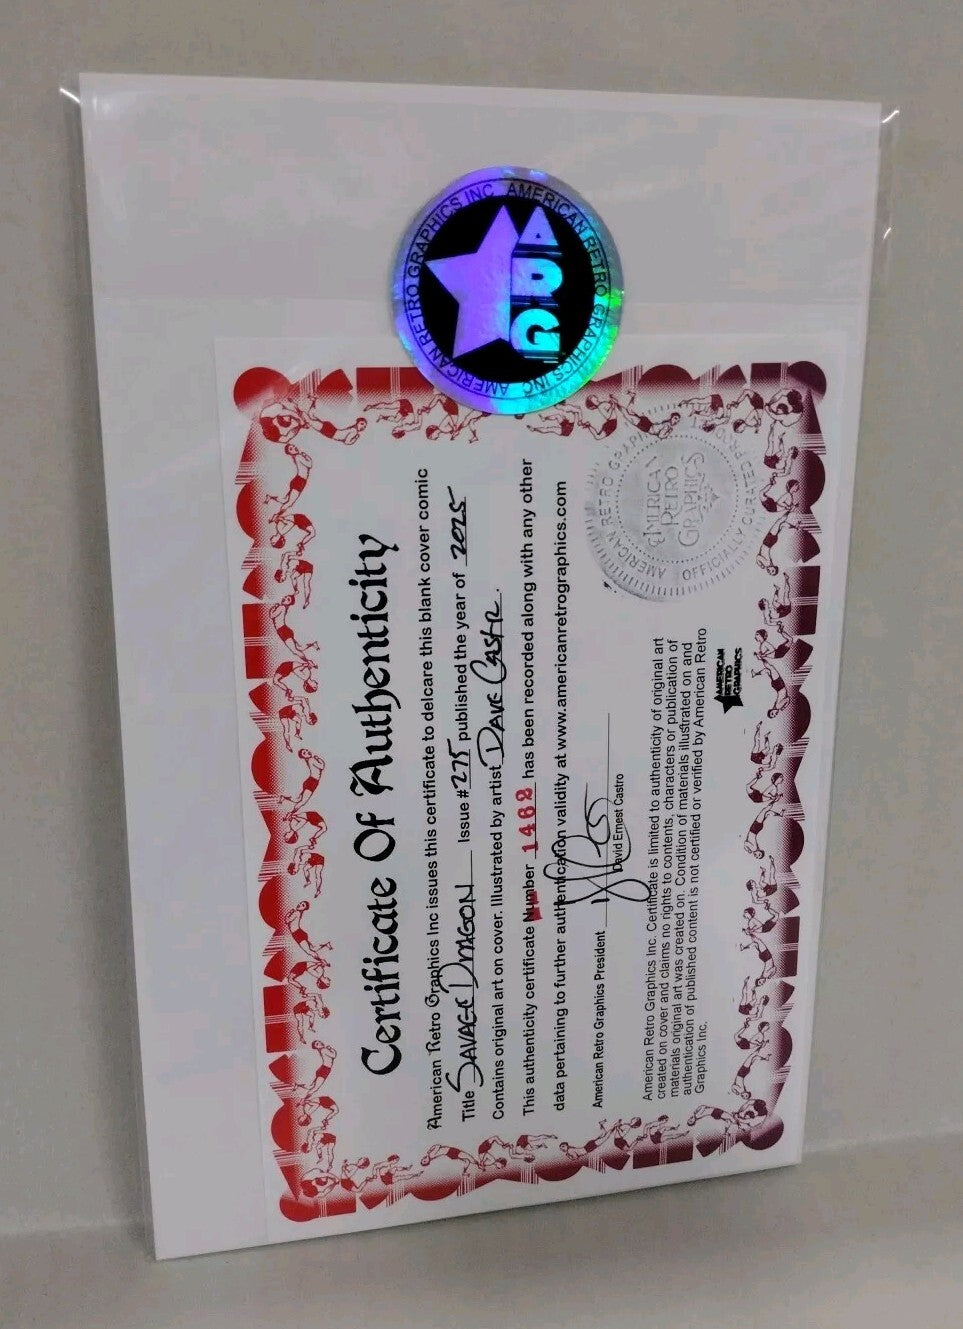 AMERICAN RETRO GRAPHICS INC AMERICAN RETRO GRAPHICS INC
ARG
Certificate Of Authenticity
American Retro Graphics Inc issues this certificate to delcare this blank cover comic
Title SAVAGE DRAGON Issue # 275 published the year of 2025
Contains original art on cover. Illustrated by artist DAVE CASTR.
This authenticity certificate Number 1462 has been recorded along with any other
data pertaining to further authentication validity at www.americanretrographics.com
American Retro Graphics President
David Ernest Castro
AMERICAN RETRO GRAPHICS
OFFICIALLY CURATED PRODUCT
AMERICAN
RETRO
GRAPHICS
American Retro Graphics Inc. Certificate is limited to authenticity of original art
created on cover and claims no rights to contents, characters or publication of
materials original art was created on. Condition of materials illustrated on and
authentication of published content is not certified or verified by American Retro
Graphics Inc.
AMERICAN
RETRO
GRAPHICS